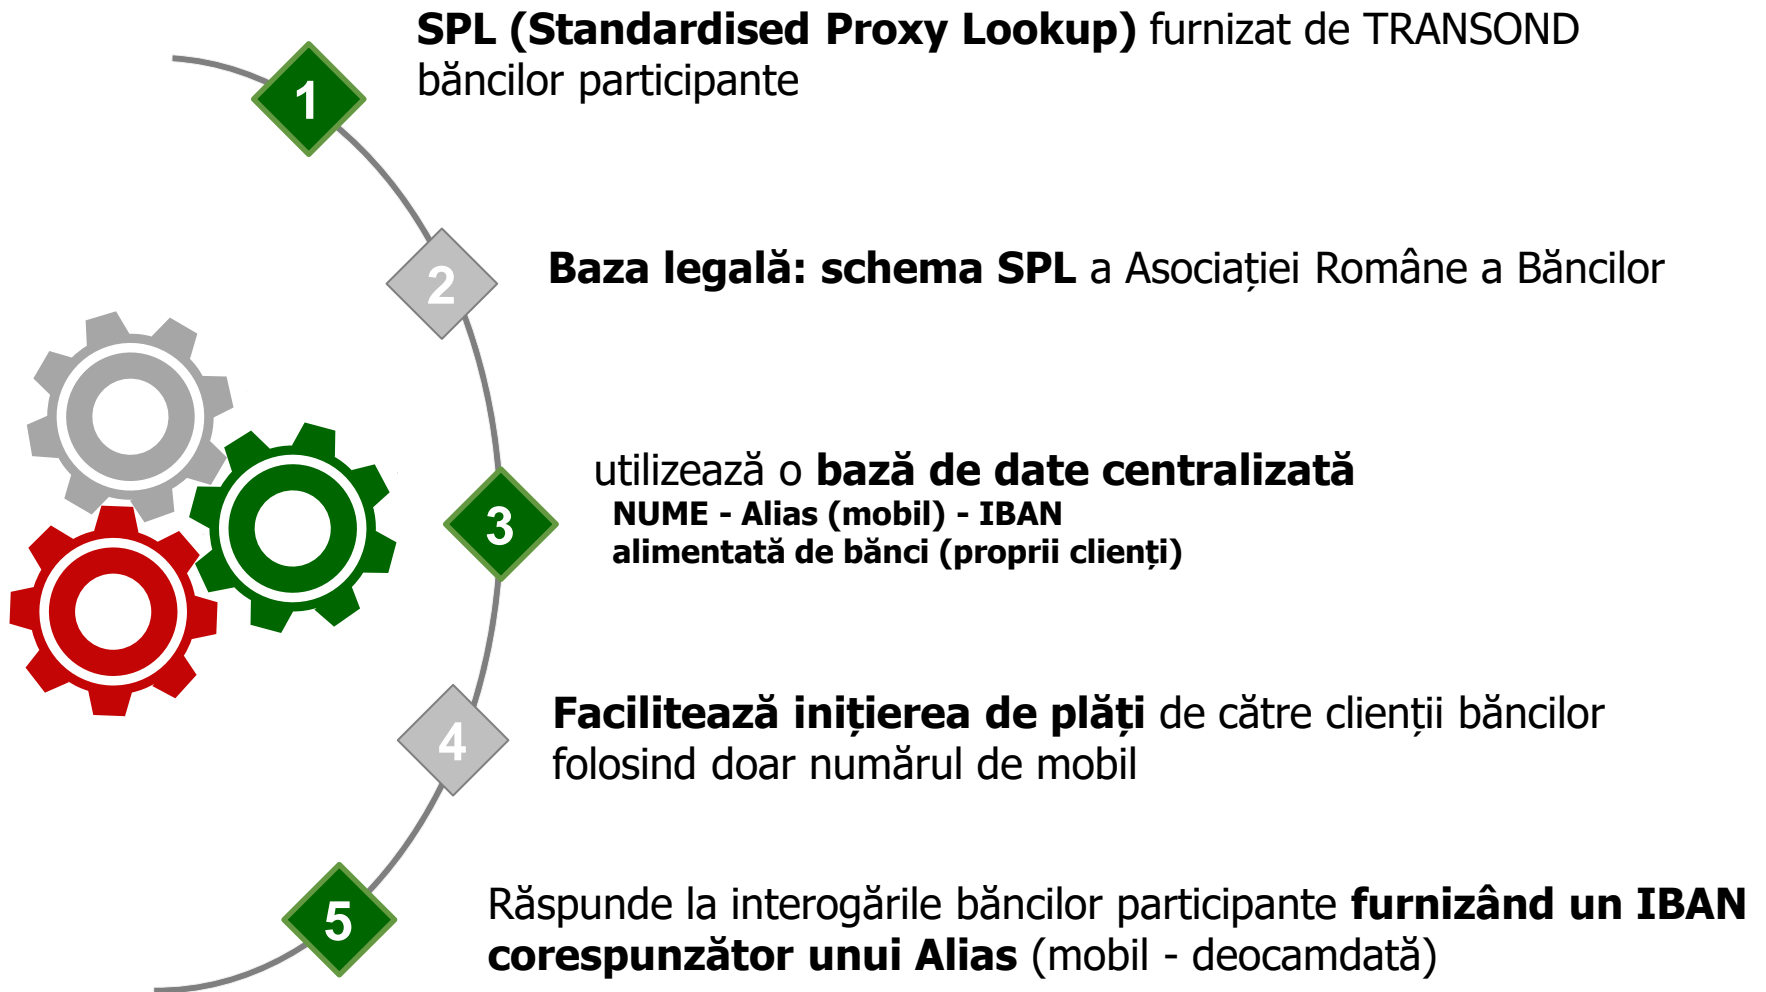 1
SPL (Standardised Proxy Lookup) furnizat de TRANSOND
băncilor participante
2
Baza legală: schema SPL a Asociației Române a Băncilor
3
utilizează o bază de date centralizată
NUME - Alias (mobil) - IBAN
alimentată de bănci (proprii clienți)
4
Facilitează inițierea de plăți de către clienții băncilor
folosind doar numărul de mobil
5
Răspunde la interogările băncilor participante furnizând un IBAN
corespunzător unui Alias (mobil - deocamdată)